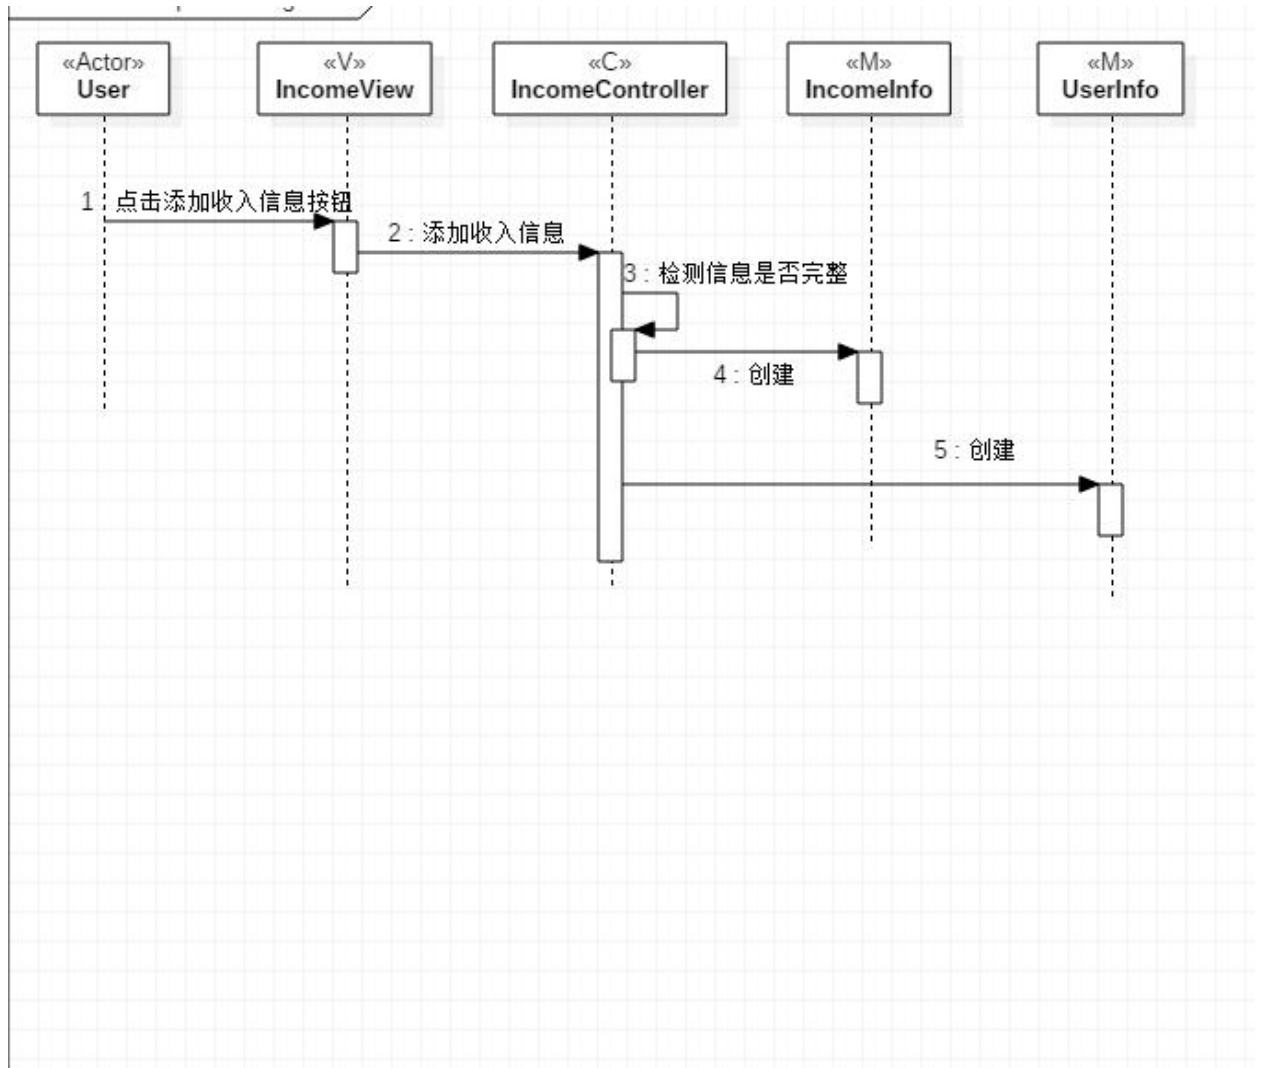 «Actor»
User
«V»
IncomeView
«C»
IncomeController
«M»
IncomeInfo
«M»
UserInfo
1 : 点击添加收入信息按钮
2 : 添加收入信息
3 : 检测信息是否完整
4 : 创建
5 : 创建